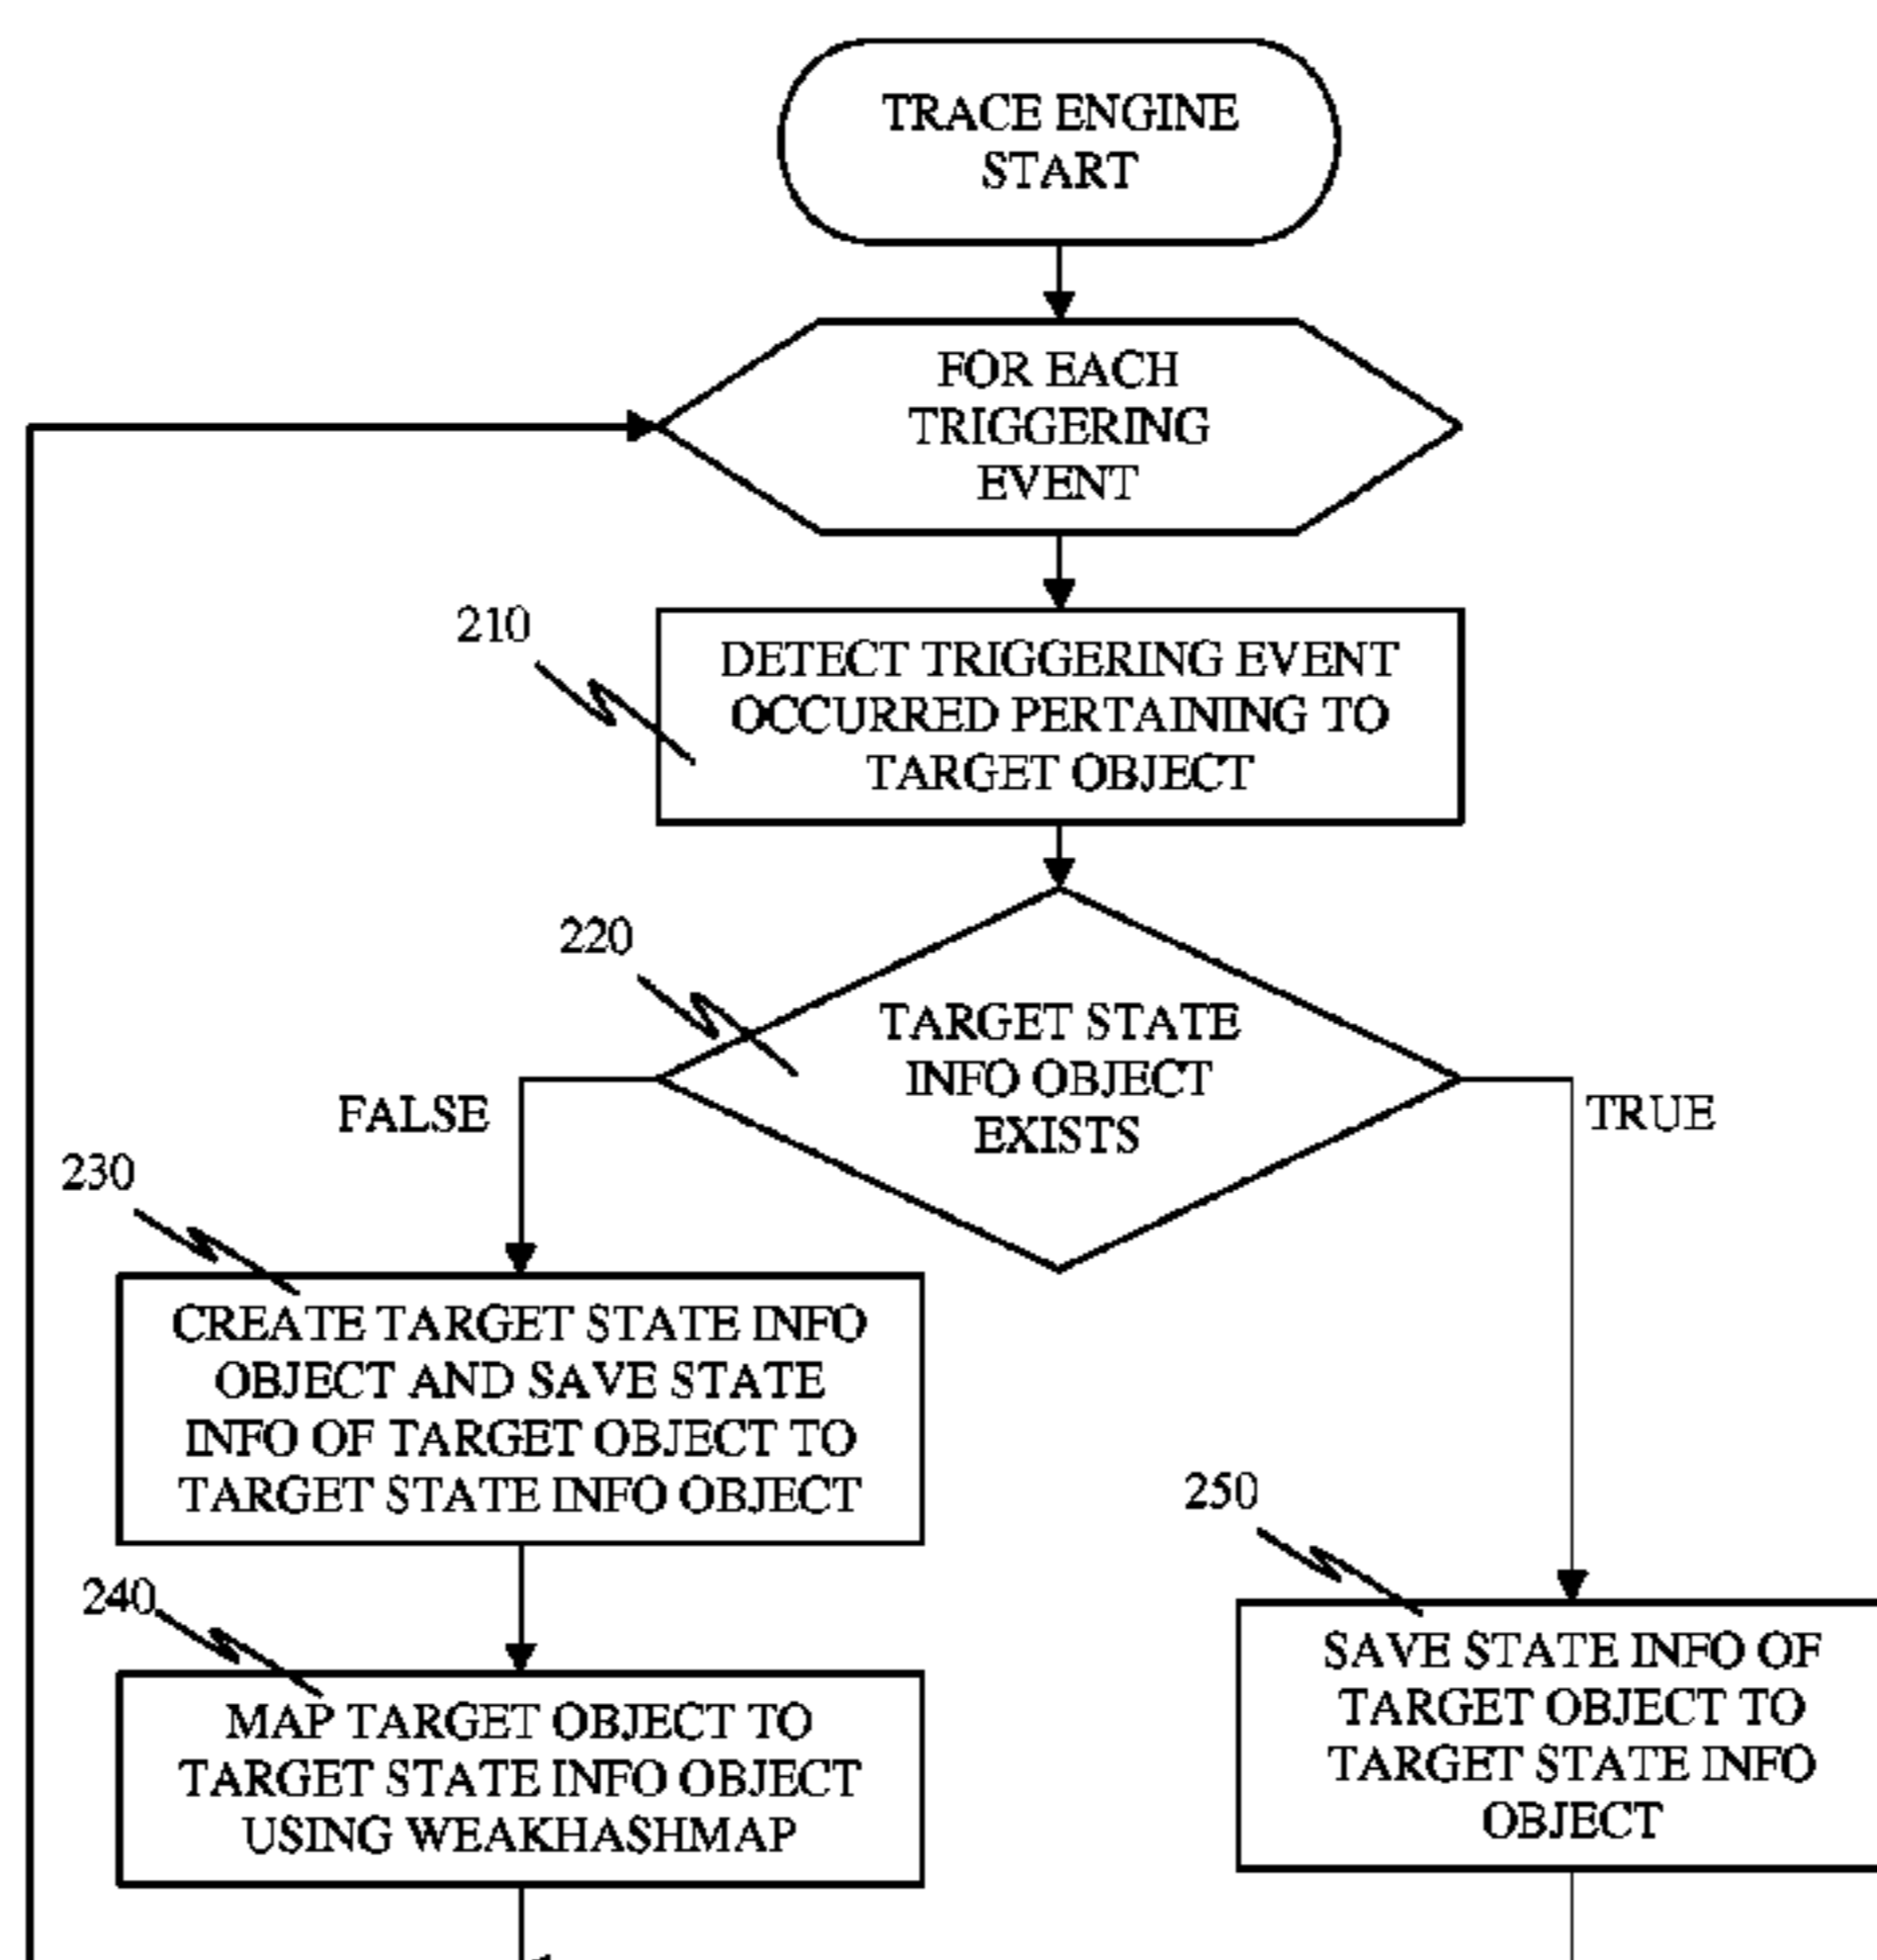 TRACE ENGINE
START
FOR EACH
TRIGGERING
EVENT
210
DETECT TRIGGERING EVENT
OCCURRED PERTAINING TO
TARGET OBJECT
220
TARGET STATE
INFO OBJECT
EXISTS
FALSE
TRUE
230
CREATE TARGET STATE INFO
OBJECT AND SAVE STATE
INFO OF TARGET OBJECT TO
TARGET STATE INFO OBJECT
240
MAP TARGET OBJECT TO
TARGET STATE INFO OBJECT
USING WEAKHASHMAP
250
SAVE STATE INFO OF
TARGET OBJECT TO
TARGET STATE INFO
OBJECT